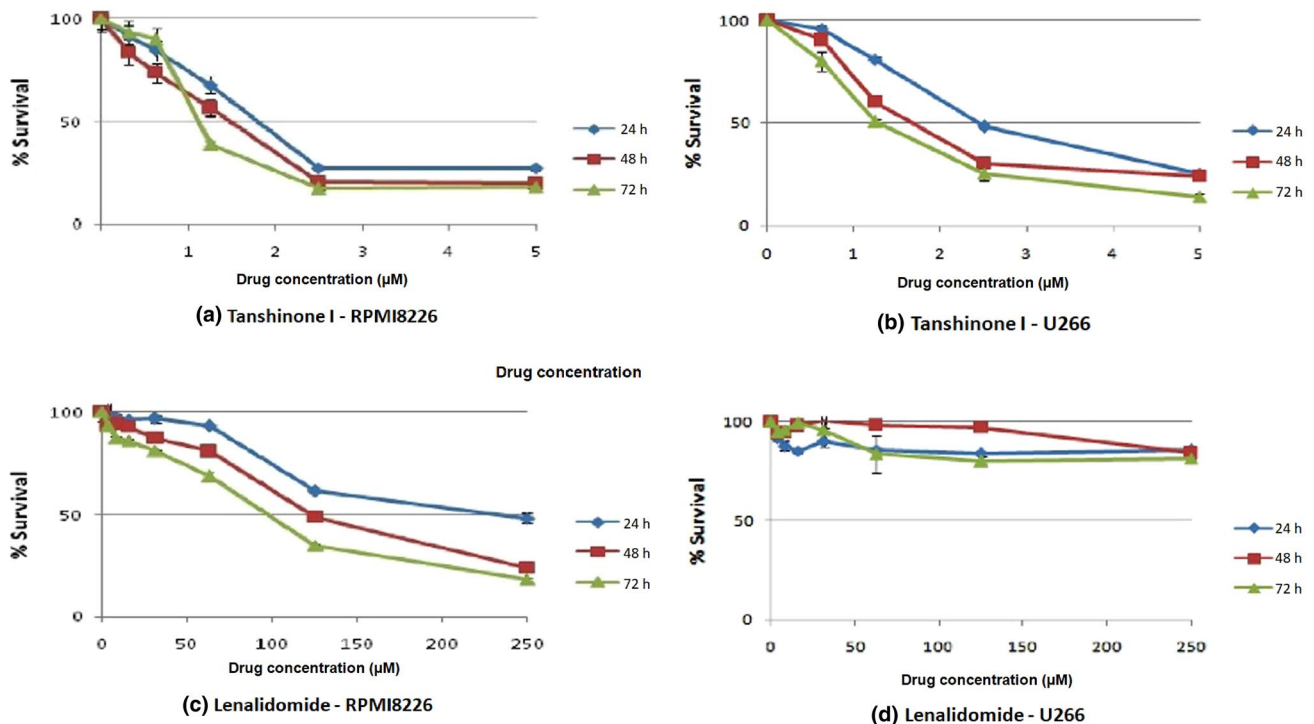 100
50
0
% Survival
1 2 3 4 5
Drug concentration (μM)
24 h
48 h
72 h
(a) Tanshinone I - RPMI8226
100
50
0
% Survival
0 1 2 3 4 5
Drug concentration (μM)
24 h
48 h
72 h
(b) Tanshinone I - U266
Drug concentration
100
50
0
% Survival
0 50 100 150 200 250
Drug concentration (μM)
24 h
48 h
72 h
(c) Lenalidomide - RPMI8226
100
50
0
% Survival
0 50 100 150 200 250
Drug concentration (μM)
24 h
48 h
72 h
(d) Lenalidomide - U266